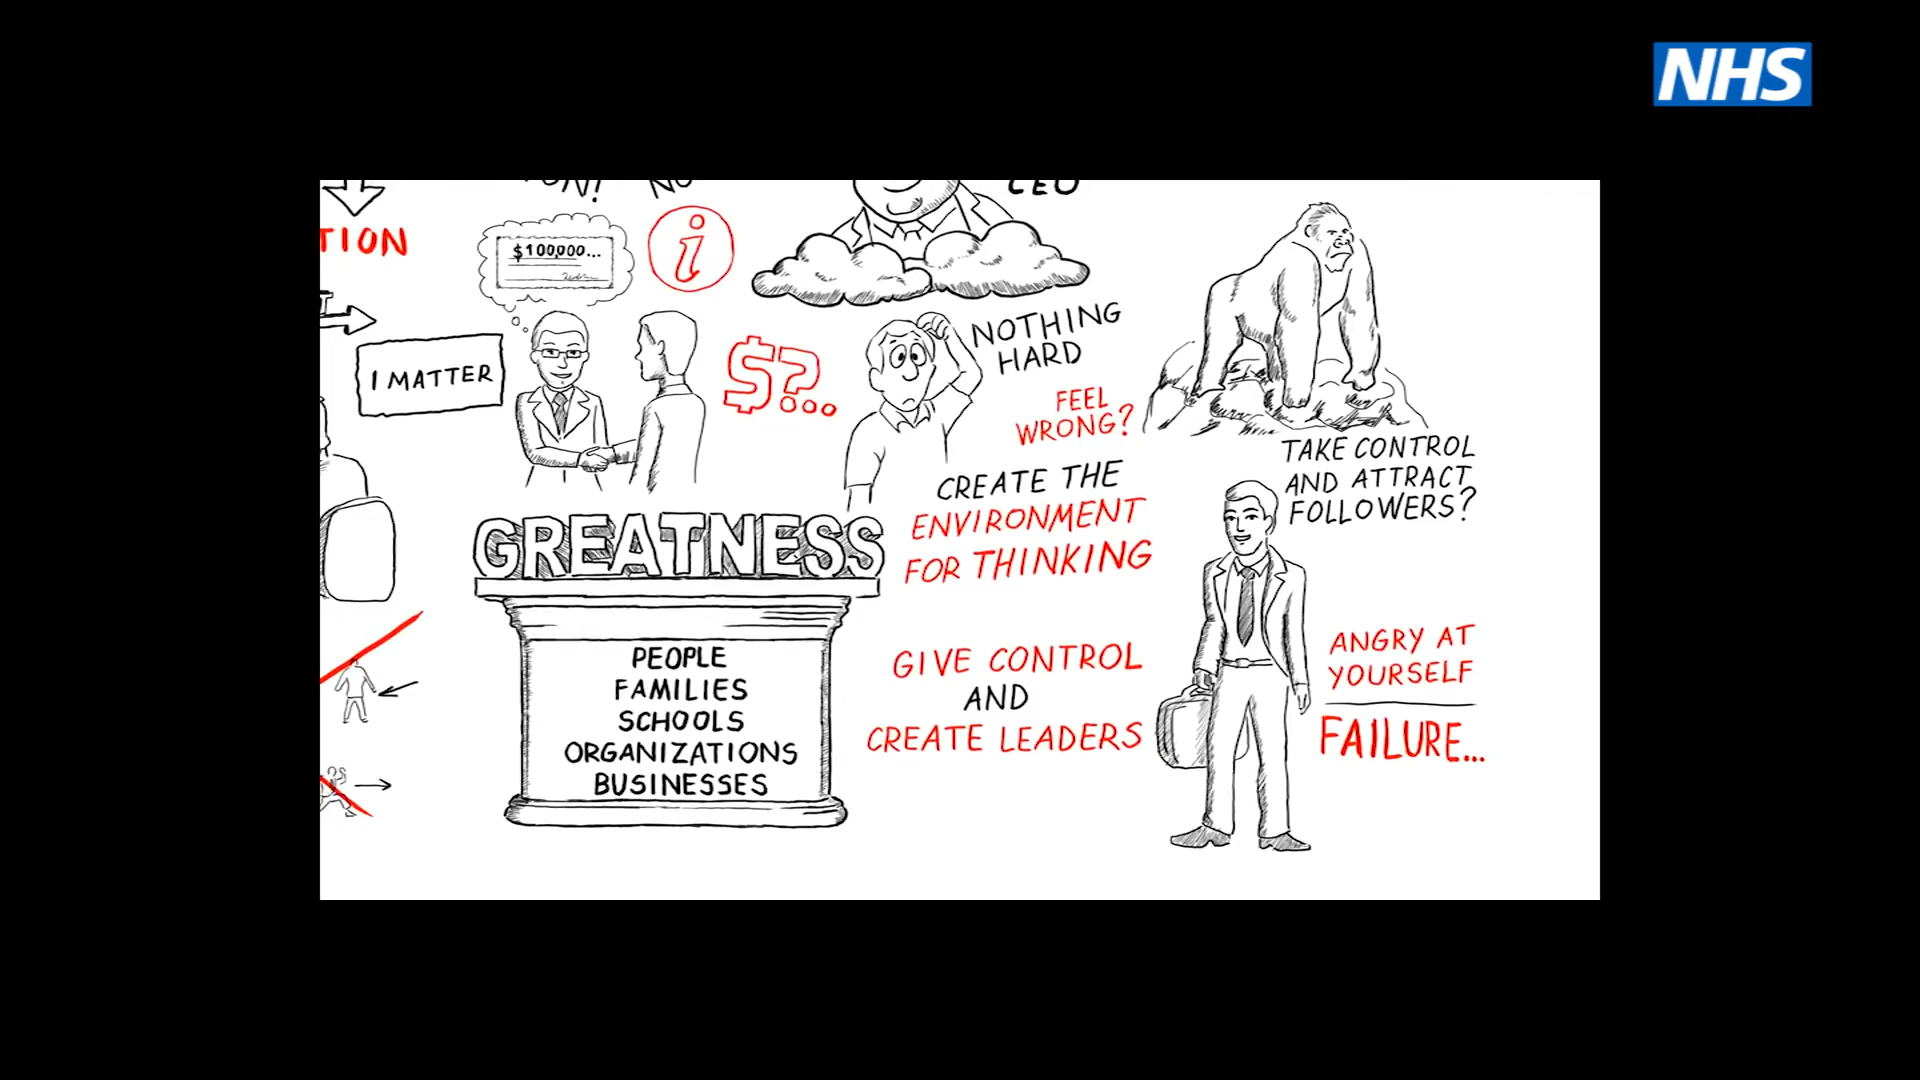 NHS
CEO
TION
$100,000...
i
I MATTER
$?...
NOTHING
HARD
FEEL
WRONG?
TAKE CONTROL
AND ATTRACT
FOLLOWERS?
CREATE THE
ENVIRONMENT
FOR THINKING
GREATNESS
PEOPLE
FAMILIES
SCHOOLS
ORGANIZATIONS
BUSINESSES
GIVE CONTROL
AND
CREATE LEADERS
ANGRY AT
YOURSELF
FAILURE...